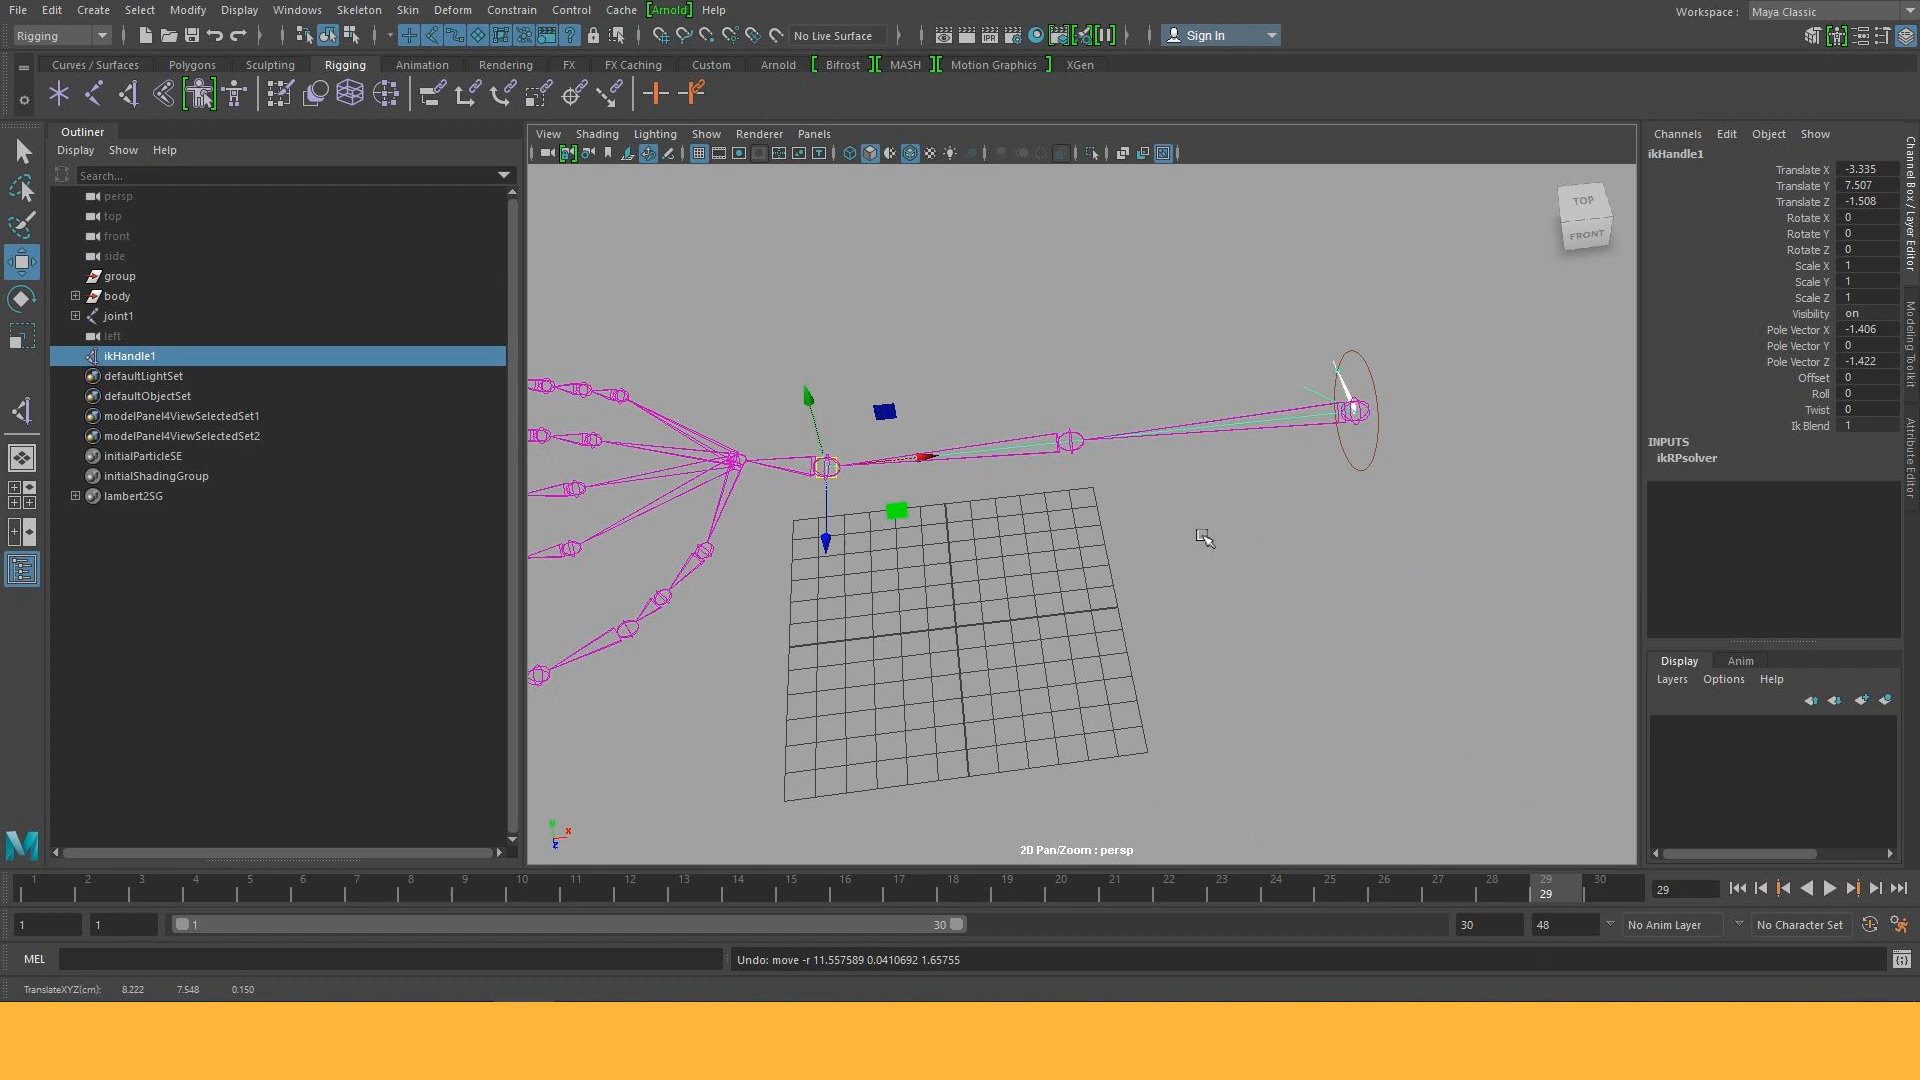 File Edit Create Select Modify Display Windows Skeleton Skin Deform Constrain Control Cache [Arnold] Help
Workspace : Maya Classic
Rigging No Live Surface Sign In
Curves / Surfaces Polygons Sculpting Rigging Animation Rendering FX FX Caching Custom Arnold Bifrost MASH Motion Graphics XGen
IPR
Outliner
Display Show Help
Search...
persp
top
front
side
group
body
joint1
left
ikHandle1
defaultLightSet
defaultObjectSet
modelPanel4ViewSelectedSet1
modelPanel4ViewSelectedSet2
initialParticleSE
initialShadingGroup
lambert2SG
View Shading Lighting Show Renderer Panels
TOP
FRONT
y x
z
2D Pan/Zoom : persp
Channels Edit Object Show
ikHandle1
Translate X -3.335
Translate Y 7.507
Translate Z -1.508
Rotate X 0
Rotate Y 0
Rotate Z 0
Scale X 1
Scale Y 1
Scale Z 1
Visibility on
Pole Vector X -1.406
Pole Vector Y 0
Pole Vector Z -1.422
Offset 0
Roll 0
Twist 0
Ik Blend 1
INPUTS
ikRPsolver
Channel Box / Layer Editor
Modeling Toolkit
Attribute Editor
Display Anim
Layers Options Help
1 2 3 4 5 6 7 8 9 10 11 12 13 14 15 16 17 18 19 20 21 22 23 24 25 26 27 28 29 30
29 29
1 1 1 30 30 48 No Anim Layer No Character Set
MEL Undo: move -r 11.557589 0.0410692 1.65755
TranslateXYZ(cm): 8.222 7.548 0.150